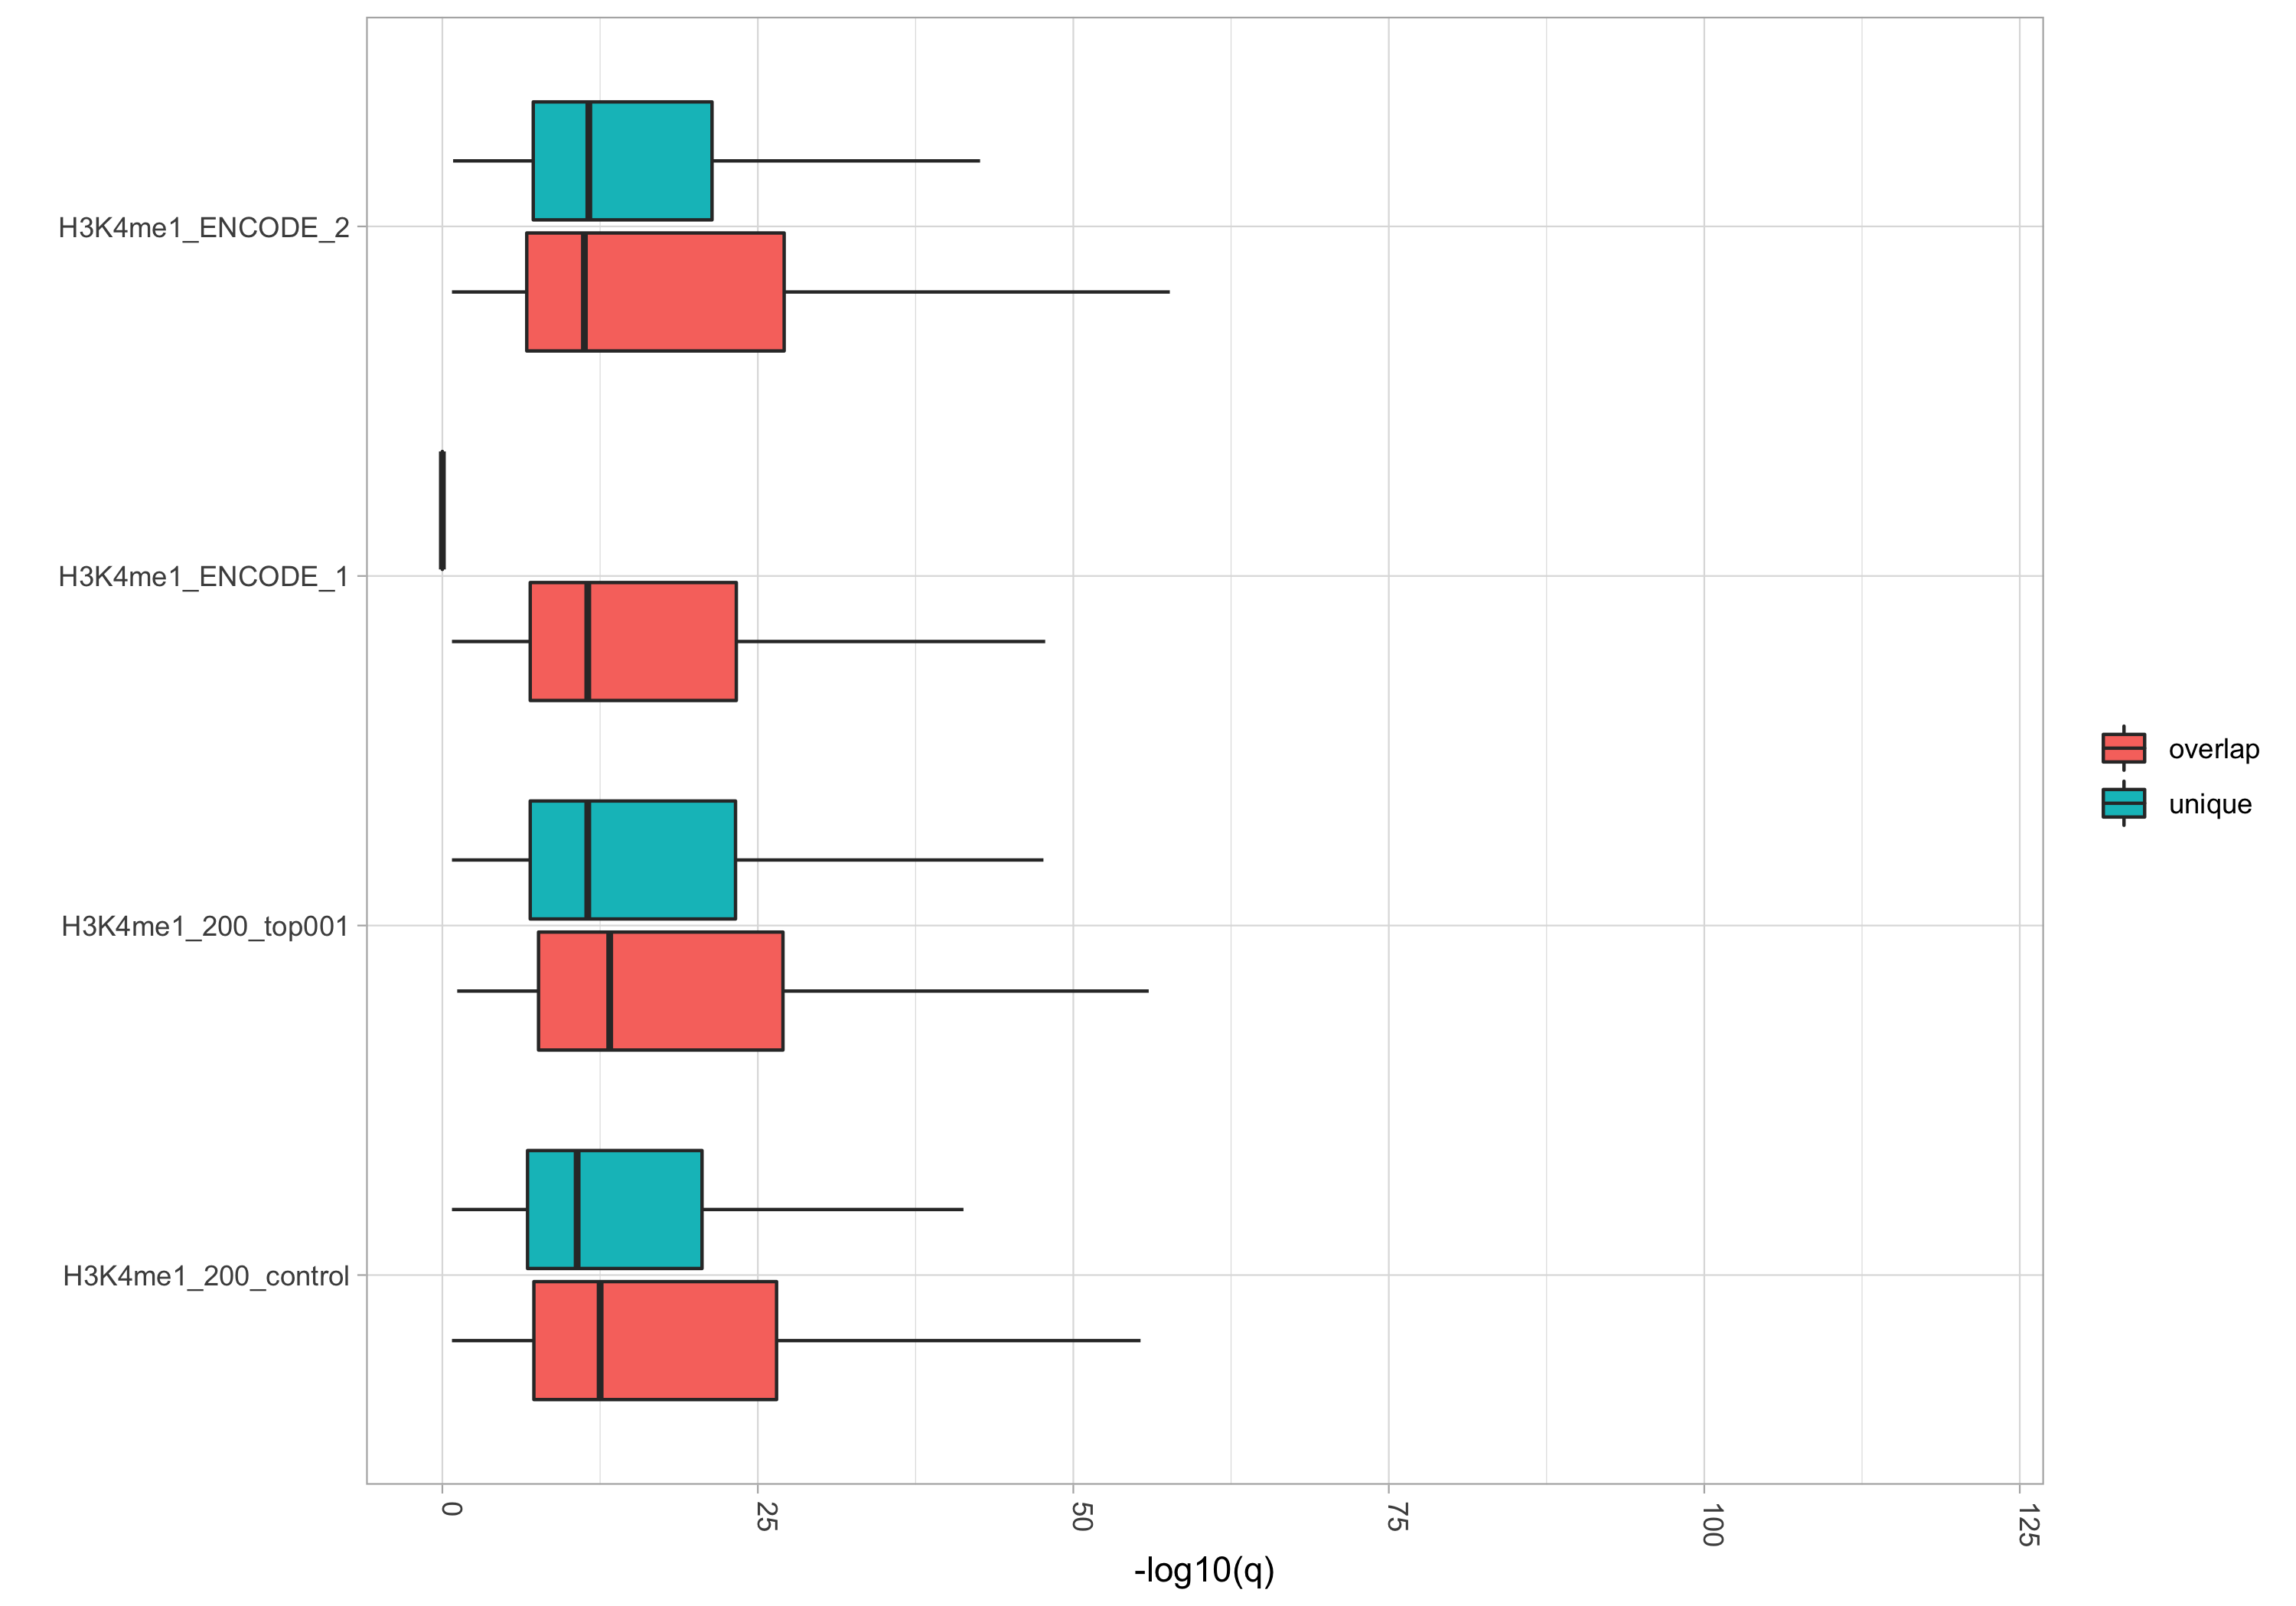 H3K4me1_ENCODE_2
H3K4me1_ENCODE_1
H3K4me1_200_top001
H3K4me1_200_control
0
25
50
75
100
125
-log10(q)
overlap
unique